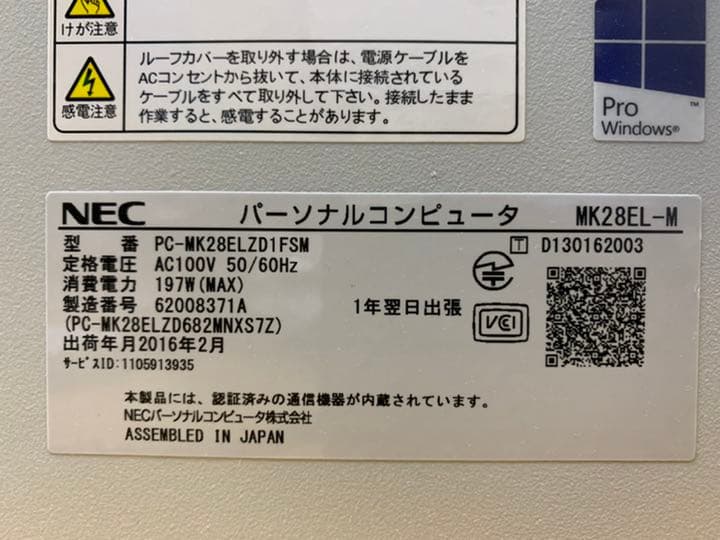 けが注意
感電注意
ルーフカバーを取り外す場合は、電源ケーブルを
ACコンセントから抜いて、本体に接続されている
ケーブルをすべて取り外して下さい。接続したまま
作業すると、感電することがあります。
Pro
Windows®
™
NEC パーソナルコンピュータ MK28EL-M
型 番 PC-MK28ELZD1FSM
T D130162003
定格電圧 AC100V 50/60Hz
消費電力 197W(MAX)
製造番号 62008371A
1年翌日出張
VCI
(PC-MK28ELZD682MNXS7Z)
出荷年月2016年2月
サービスID:1105913935
本製品には、認証済みの通信機器が内蔵されています。
NECパーソナルコンピュータ株式会社
ASSEMBLED IN JAPAN